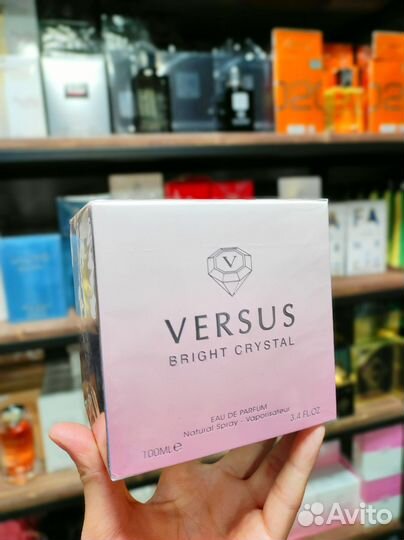 V
VERSUS
BRIGHT CRYSTAL
EAU DE PARFUM
Natural Spray - Vaporisateur
100ML e 3.4 FL.OZ
Avito